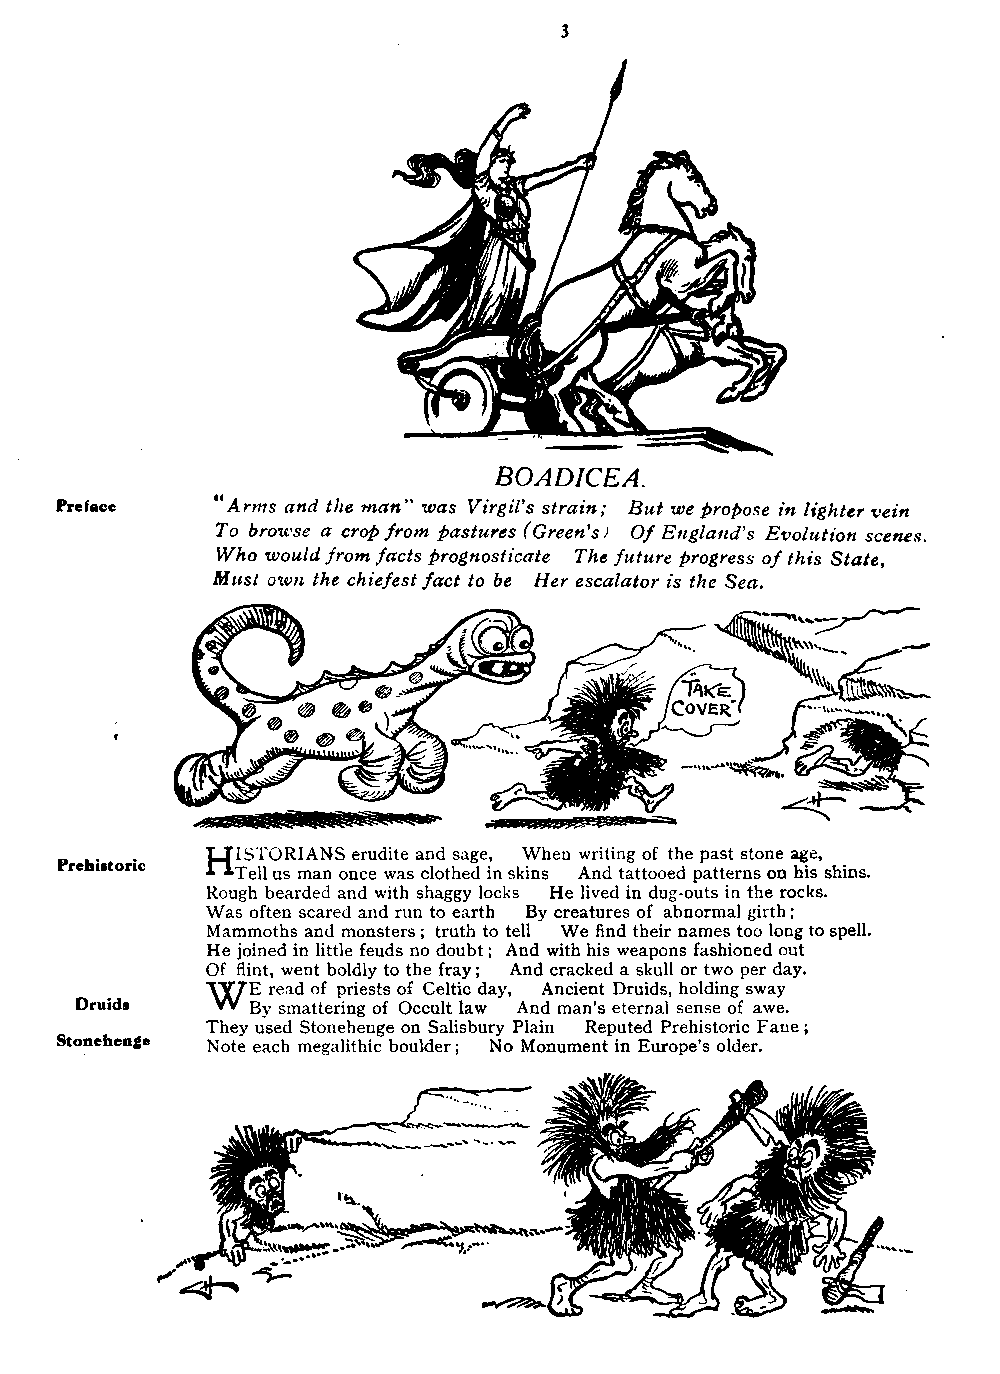 3
BOADICEA.
Preface
"Arms and the man" was Virgil's strain; But we propose in lighter vein
To browse a crop from pastures (Green's) Of England's Evolution scenes.
Who would from facts prognosticate The future progress of this State,
Must own the chiefest fact to be Her escalator is the Sea.
"TAKE
COVER"
Prehistoric
HISTORIANS erudite and sage, When writing of the past stone age,
Tell us man once was clothed in skins And tattooed patterns on his shins.
Rough bearded and with shaggy locks He lived in dug-outs in the rocks.
Was often scared and run to earth By creatures of abnormal girth;
Mammoths and monsters; truth to tell We find their names too long to spell.
He joined in little feuds no doubt; And with his weapons fashioned out
Of flint, went boldly to the fray; And cracked a skull or two per day.
WE read of priests of Celtic day, Ancient Druids, holding sway
Druids
By smattering of Occult law And man's eternal sense of awe.
They used Stonehenge on Salisbury Plain Reputed Prehistoric Fane;
Stonehenge
Note each megalithic boulder; No Monument in Europe's older.